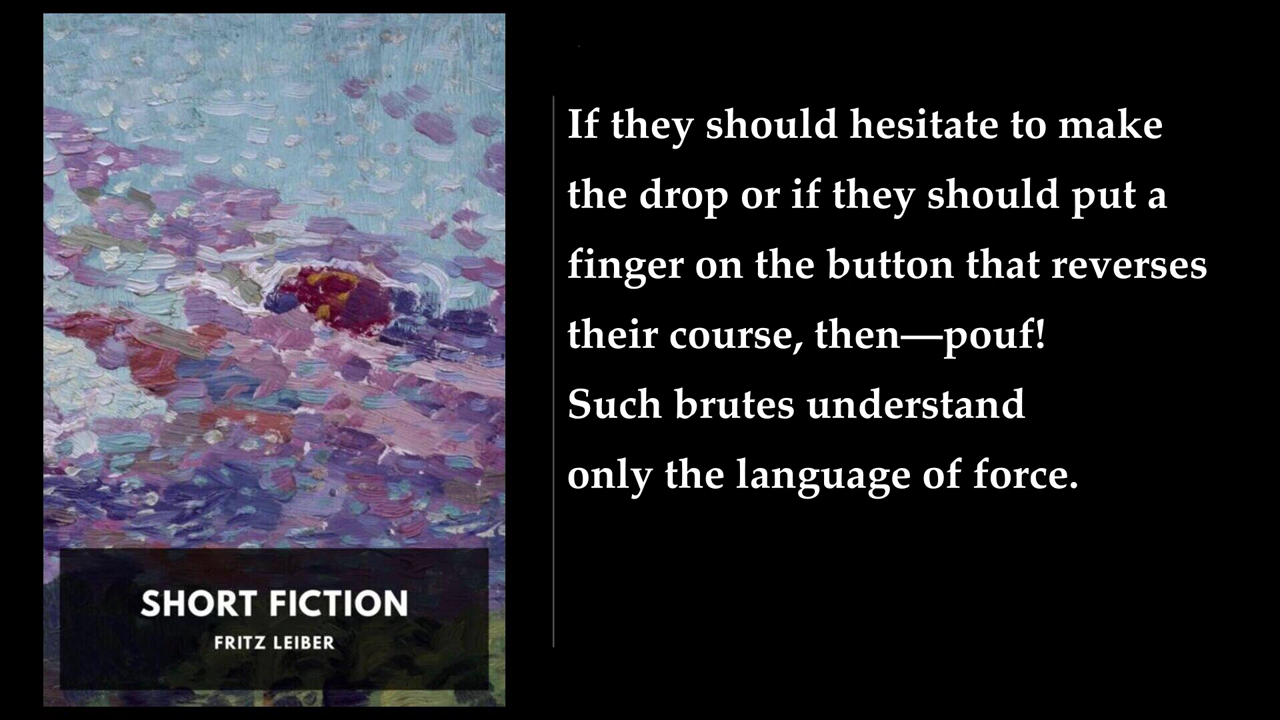 SHORT FICTION
FRITZ LEIBER
If they should hesitate to make
the drop or if they should put a
finger on the button that reverses
their course, then—pouf!
Such brutes understand
only the language of force.